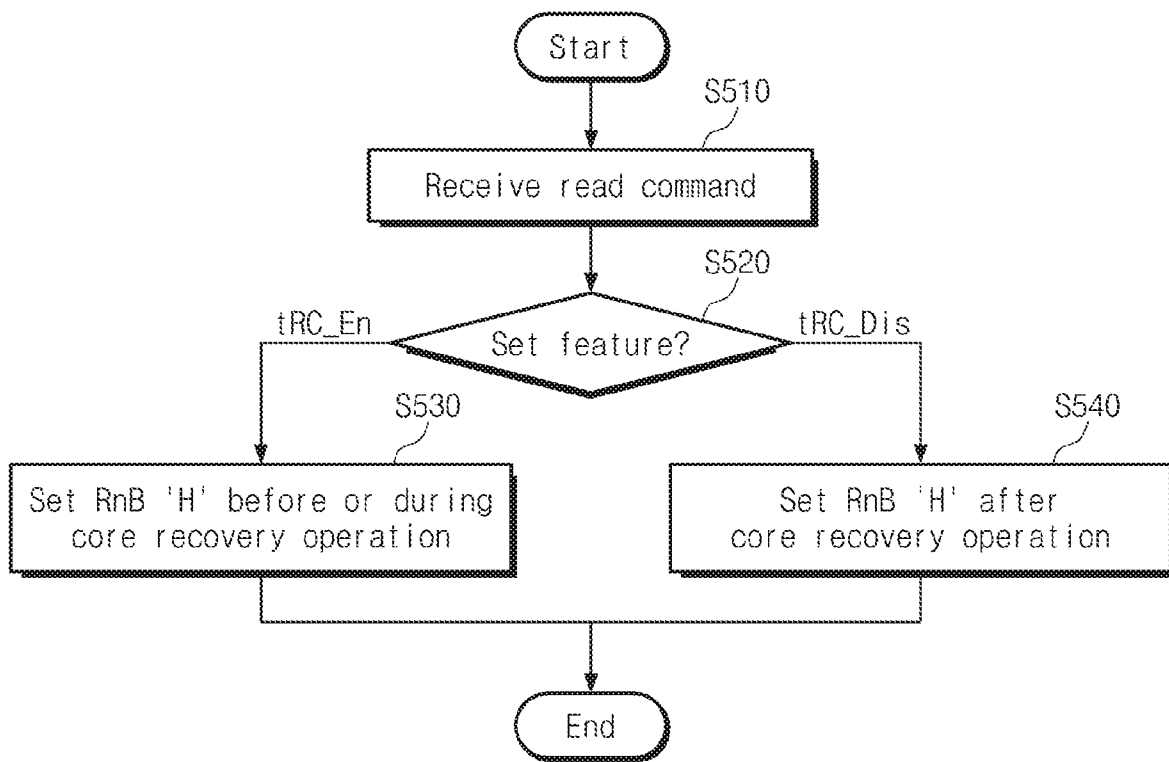 Start
S510
Receive read command
S520
tRC_En
Set feature?
tRC_Dis
S530
S540
Set RnB 'H' before or during
core recovery operation
Set RnB 'H' after
core recovery operation
End